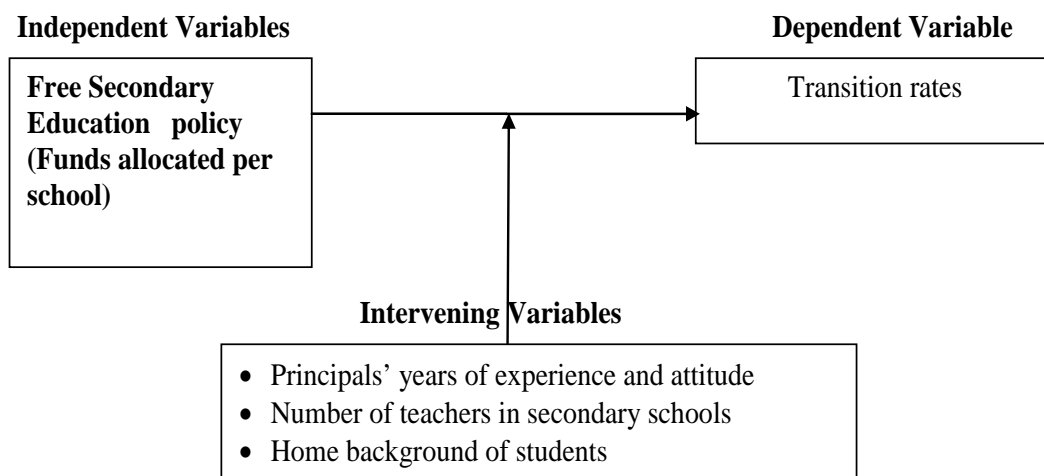 Independent Variables
Dependent Variable
Free Secondary
Education policy
(Funds allocated per
school)
Transition rates
Intervening Variables
• Principals’ years of experience and attitude
• Number of teachers in secondary schools
• Home background of students